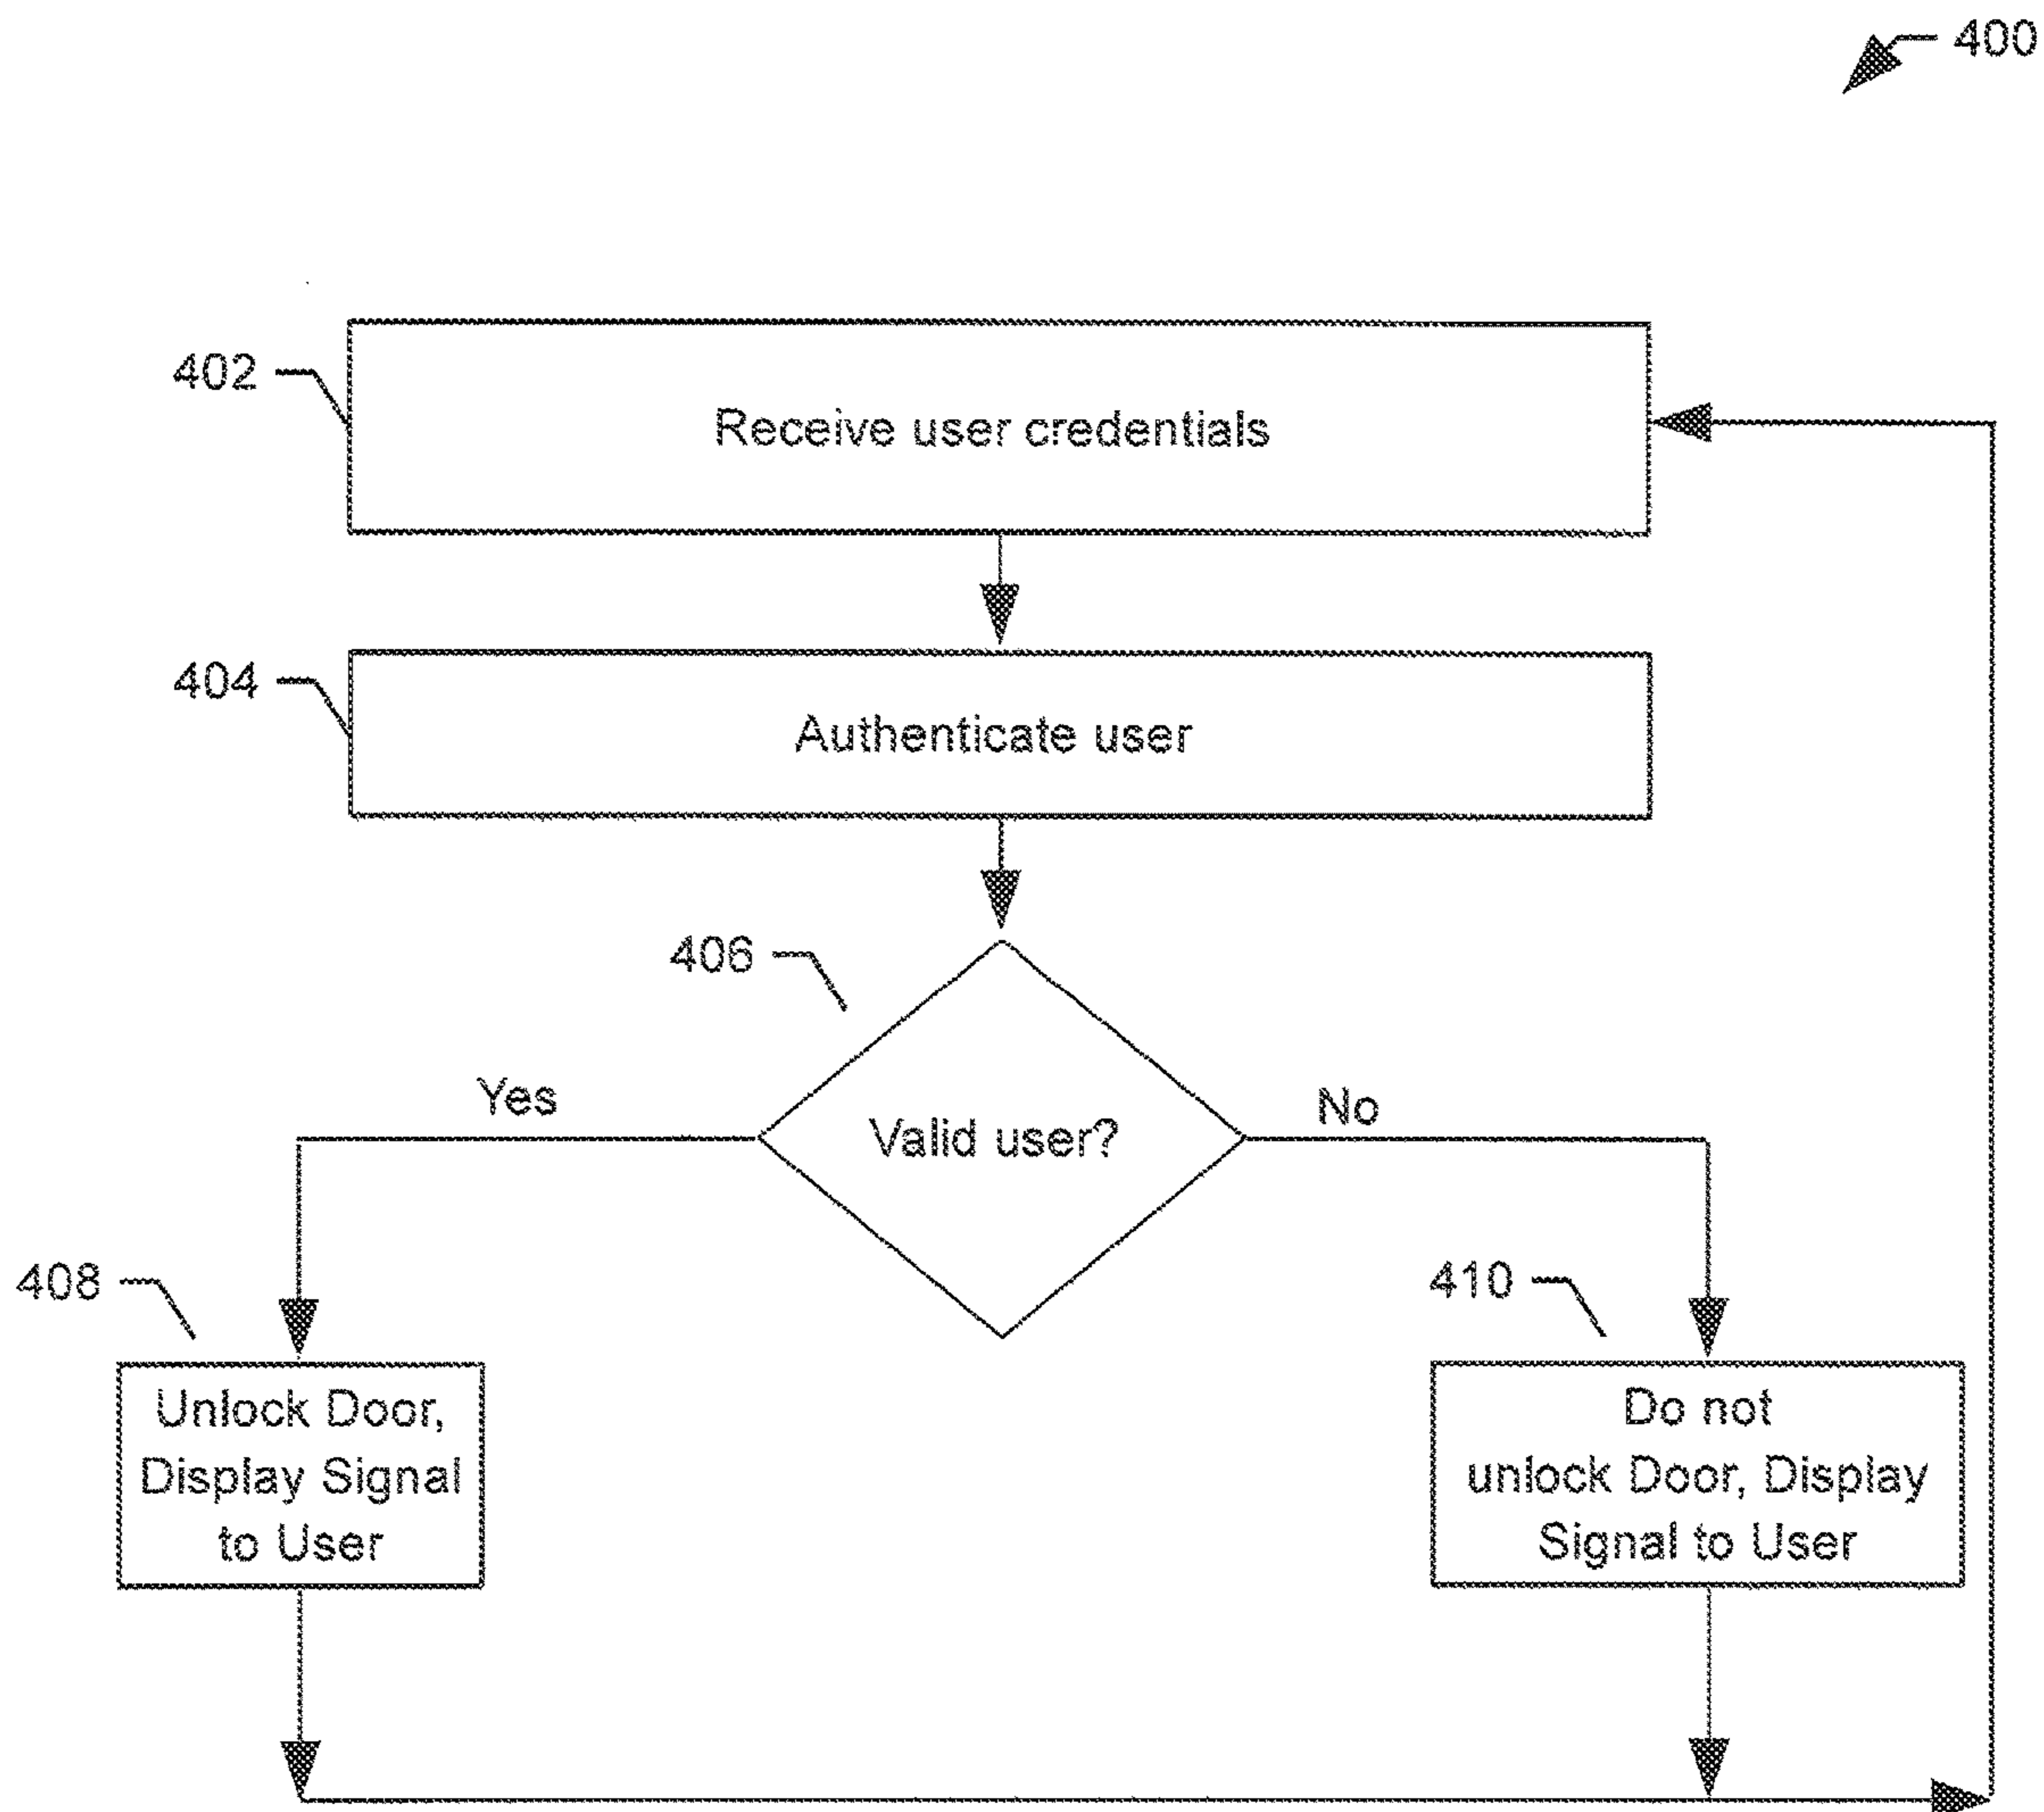 400
402
Receive user credentials
404
Authenticate user
406
Yes
Valid user?
No
408
Unlock Door,
Display Signal
to User
410
Do not
unlock Door, Display
Signal to User